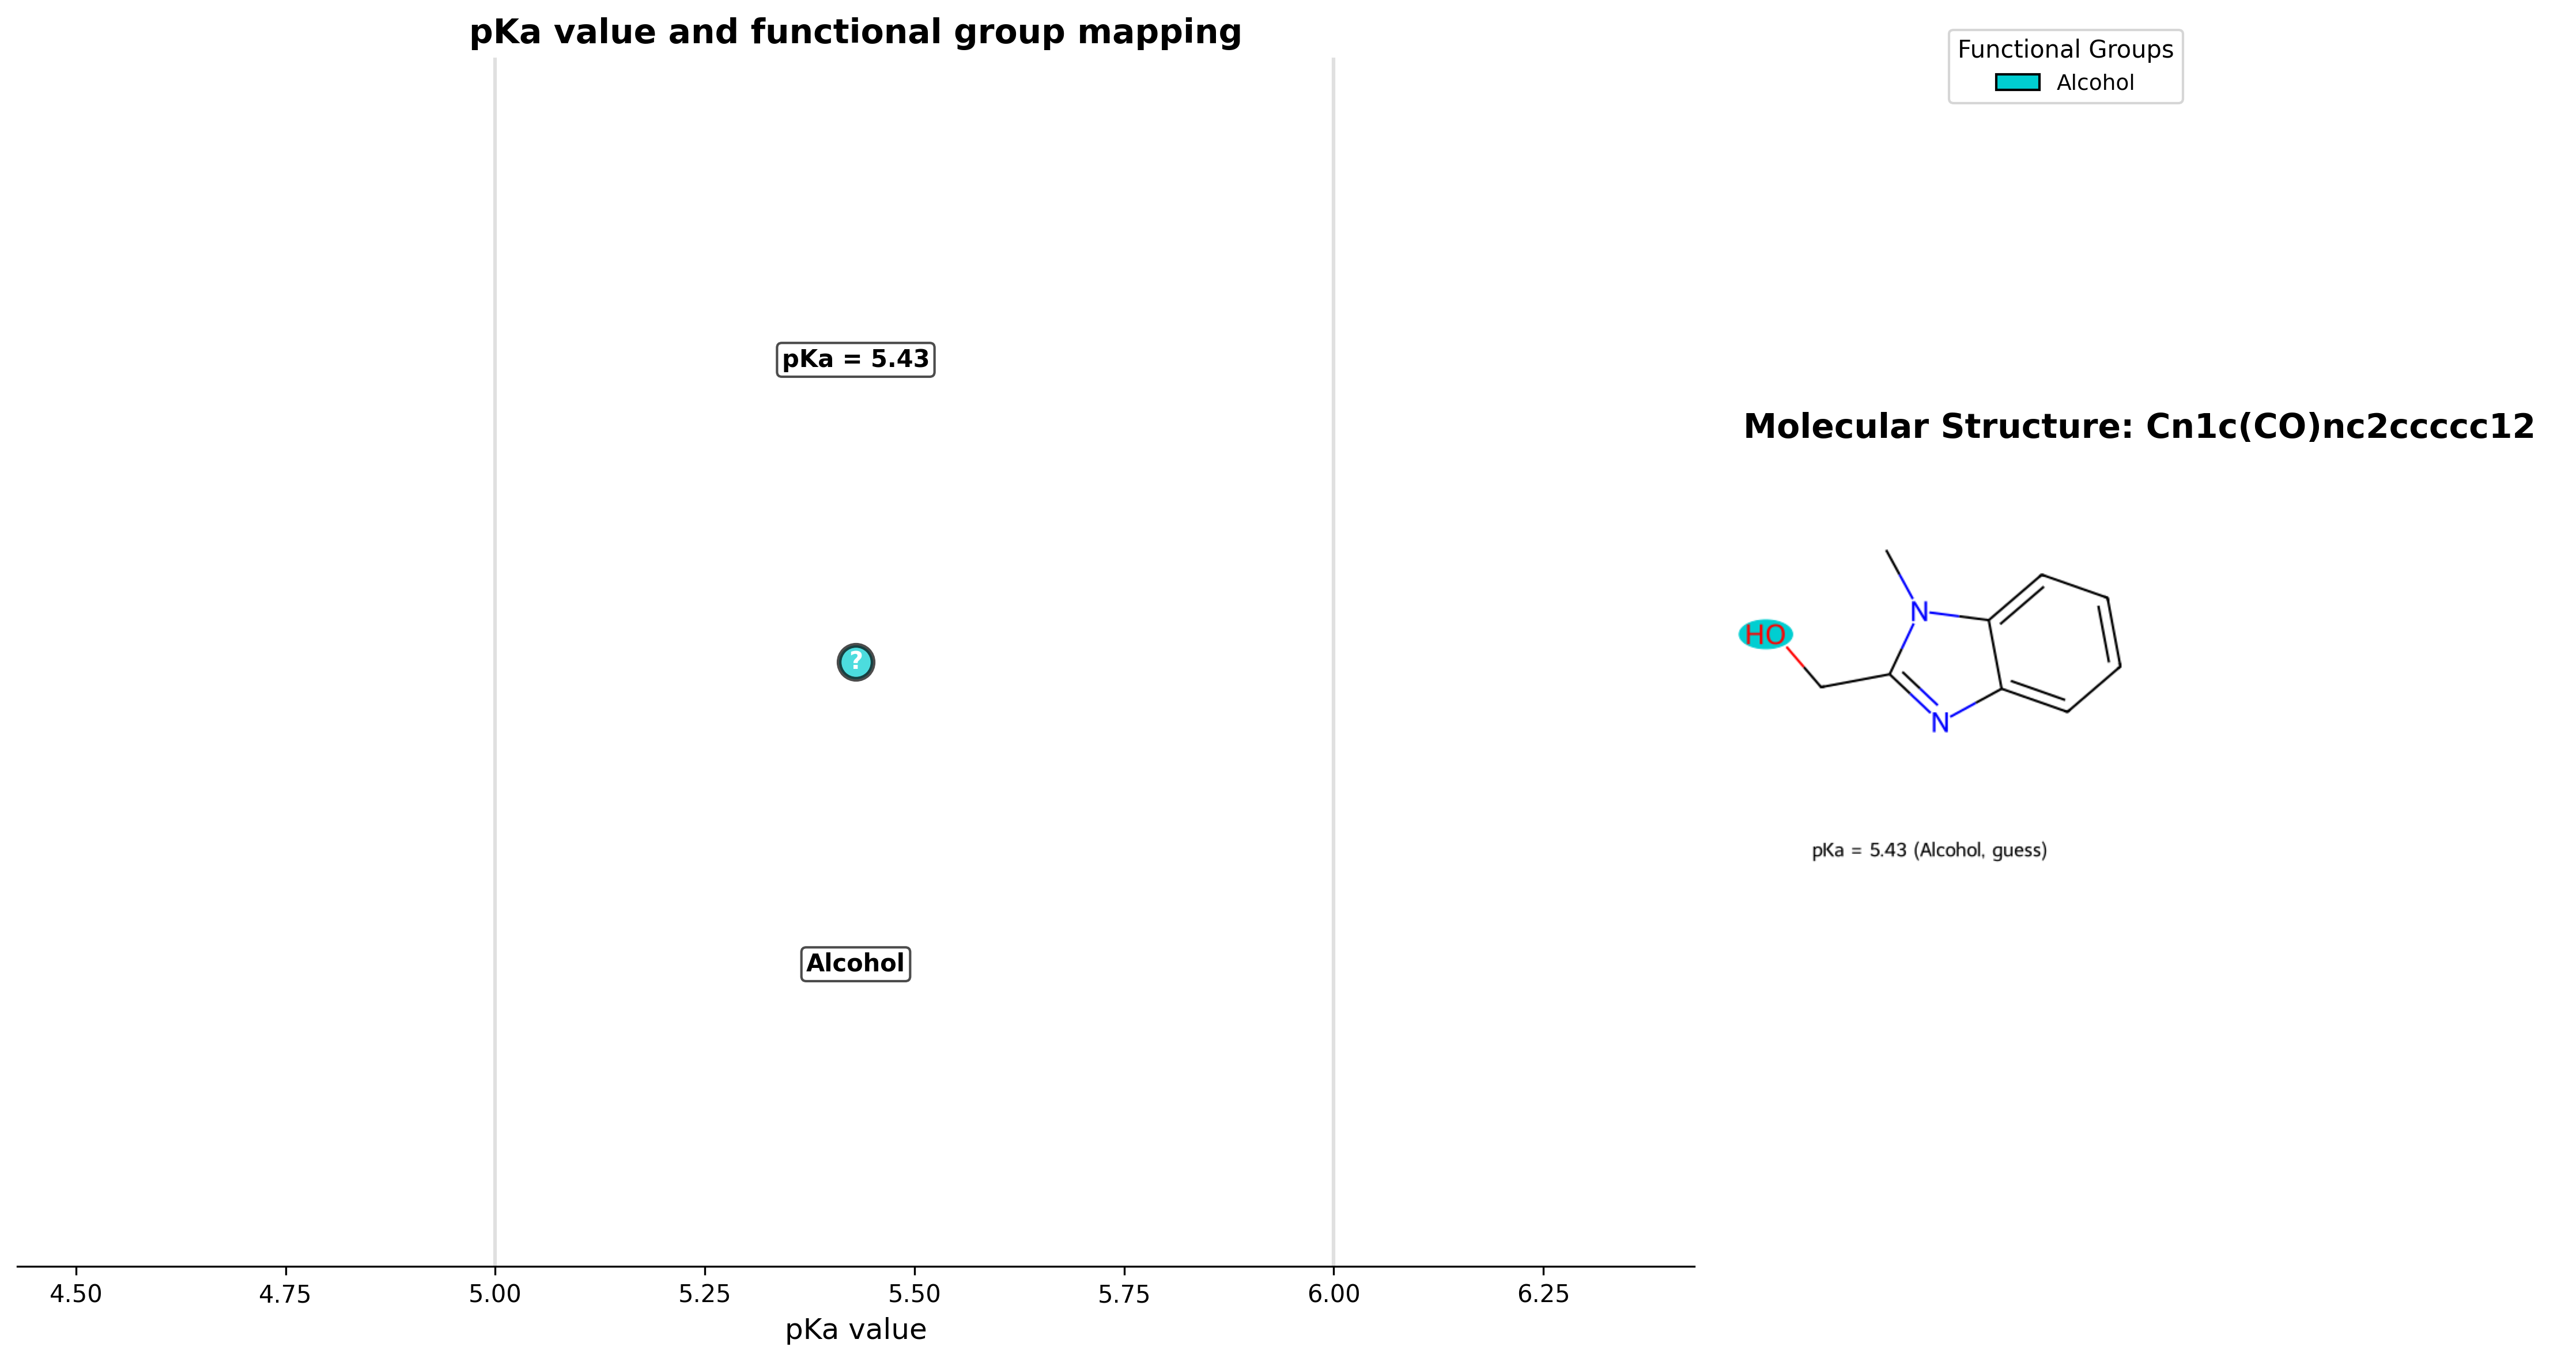 pKa value and functional group mapping
pKa = 5.43
?
Alcohol
4.50 4.75 5.00 5.25 5.50 5.75 6.00 6.25
pKa value
Functional Groups
Alcohol
Molecular Structure: Cn1c(CO)nc2ccccc12
N
HO
N
pKa = 5.43 (Alcohol, guess)